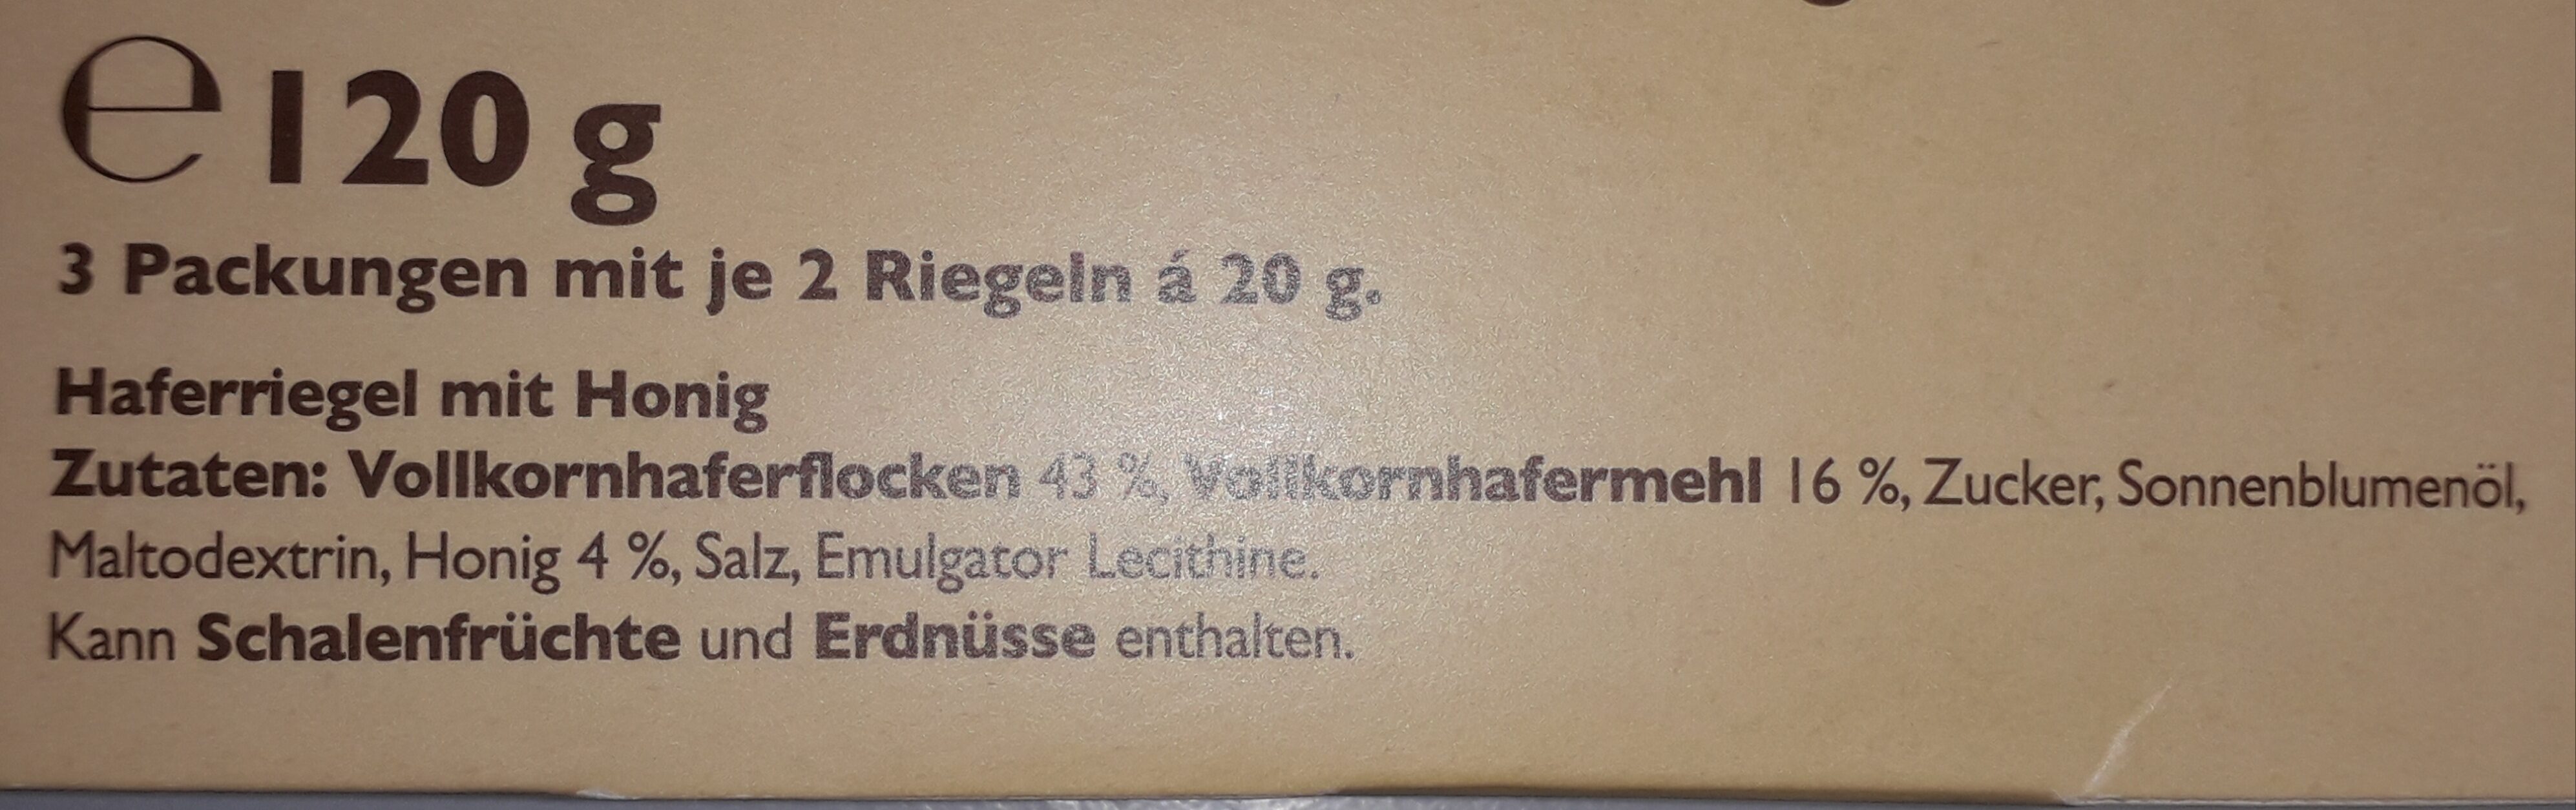 ℮ 120 g
3 Packungen mit je 2 Riegeln á 20 g.
Haferriegel mit Honig
Zutaten: Vollkornhaferflocken 43 %, Vollkornhafermehl 16 %, Zucker, Sonnenblumenöl,
Maltodextrin, Honig 4 %, Salz, Emulgator Lecithine.
Kann Schalenfrüchte und Erdnüsse enthalten.